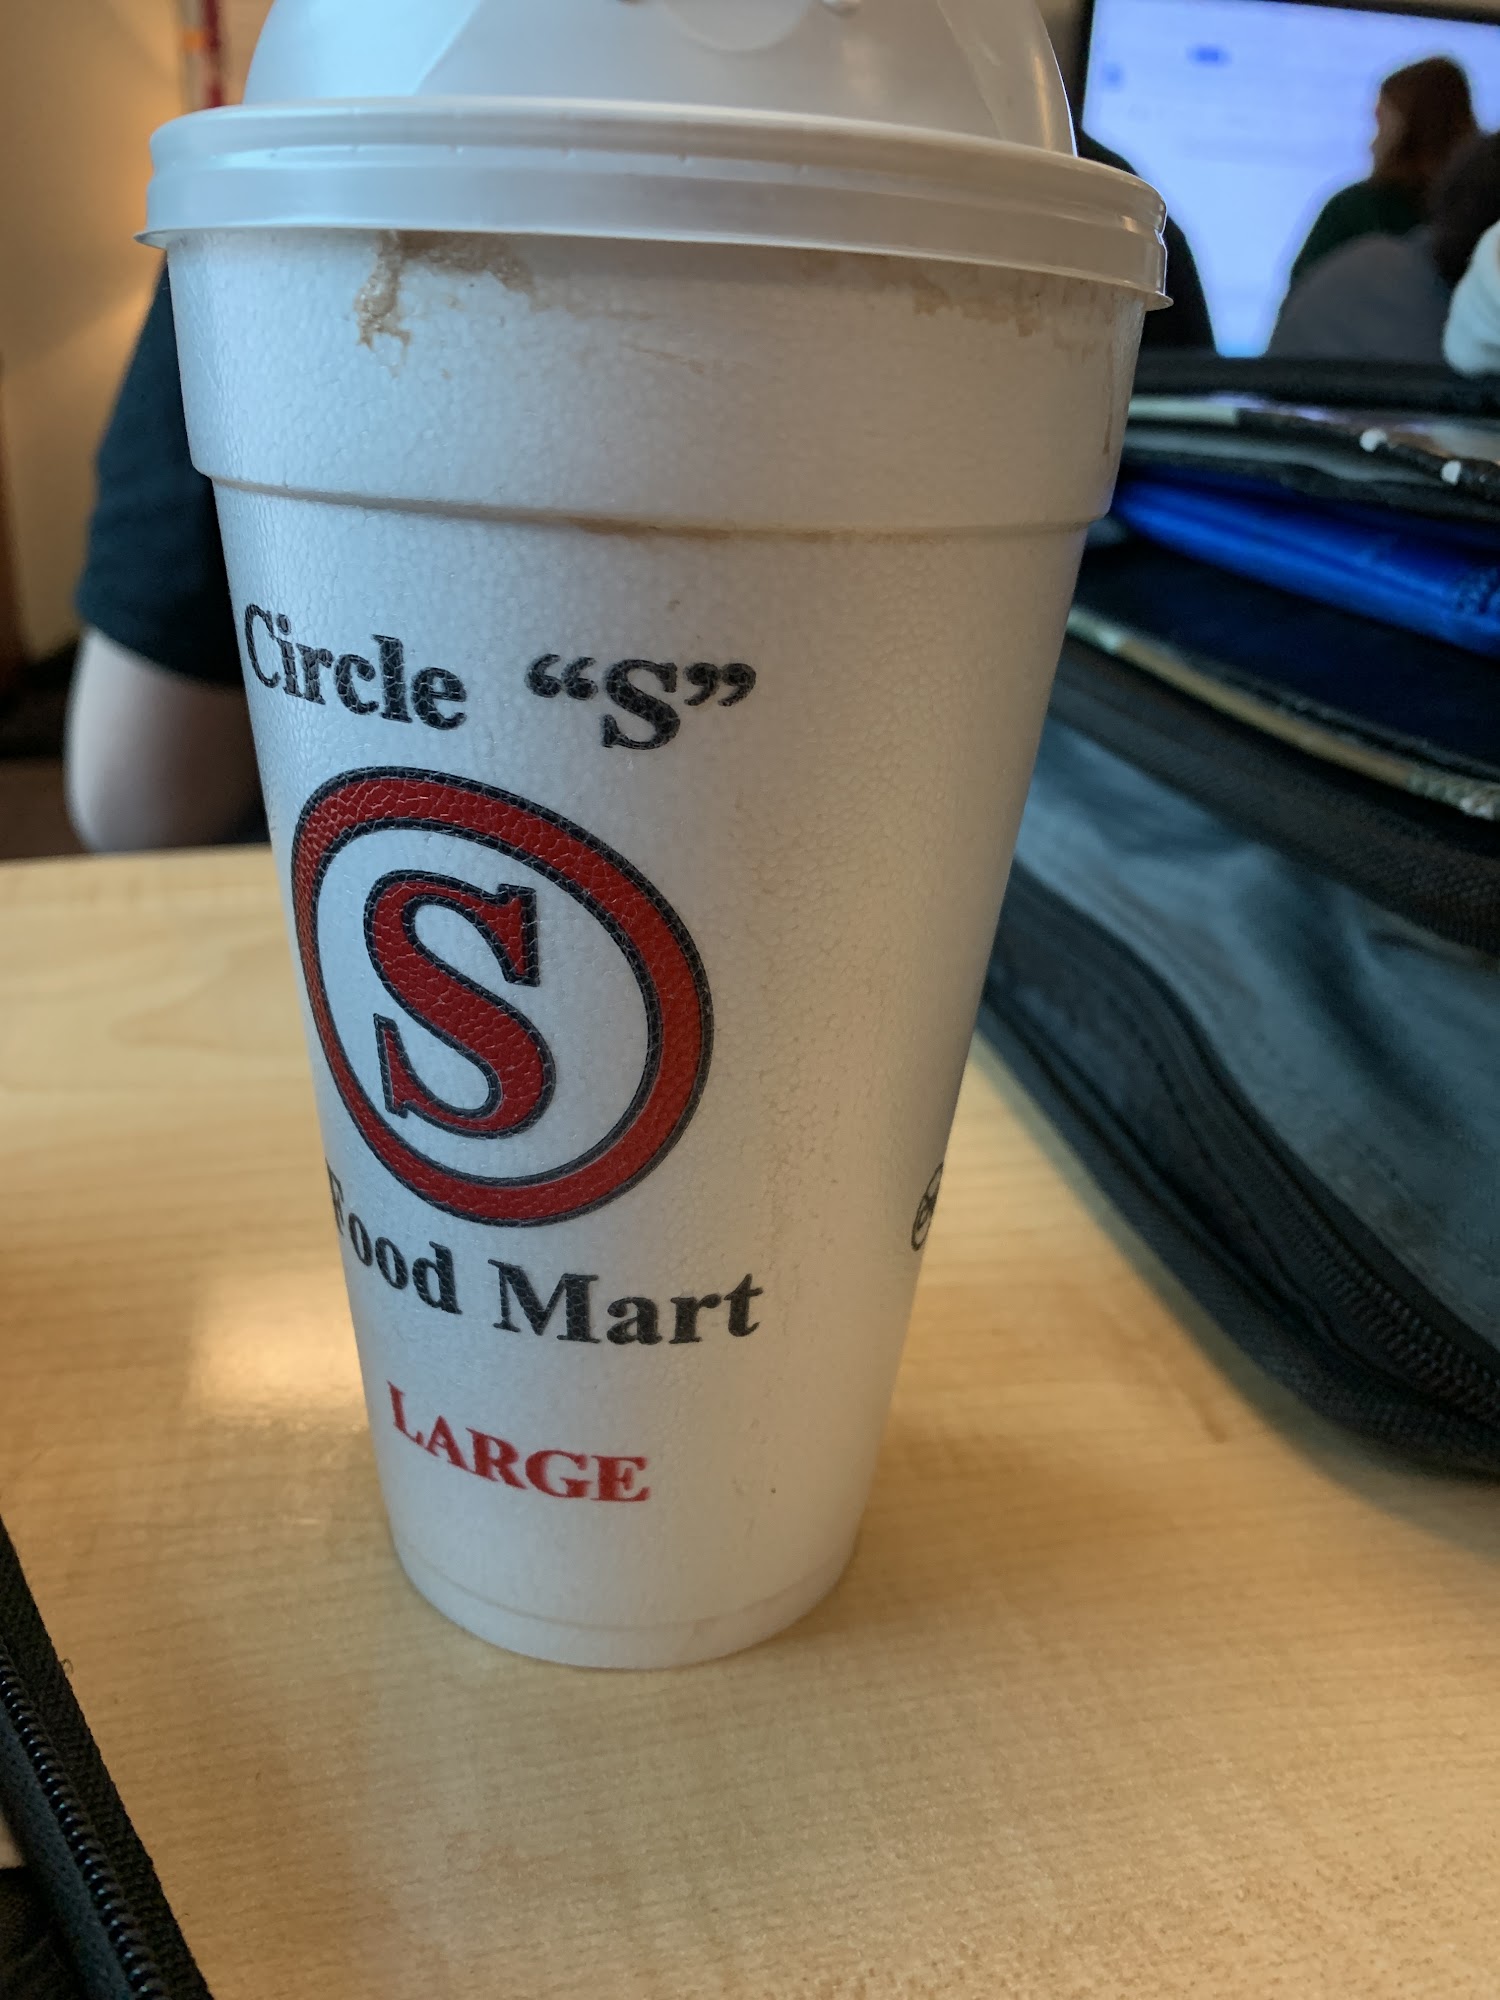 Circle “S”
S
Food Mart
LARGE